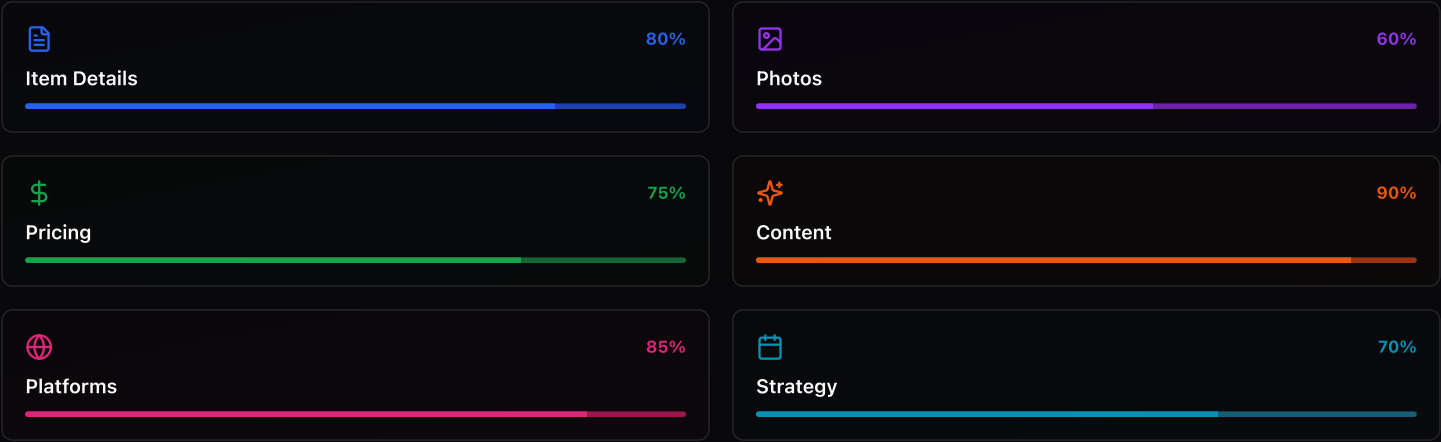 80%
Item Details
60%
Photos
75%
Pricing
90%
Content
85%
Platforms
70%
Strategy